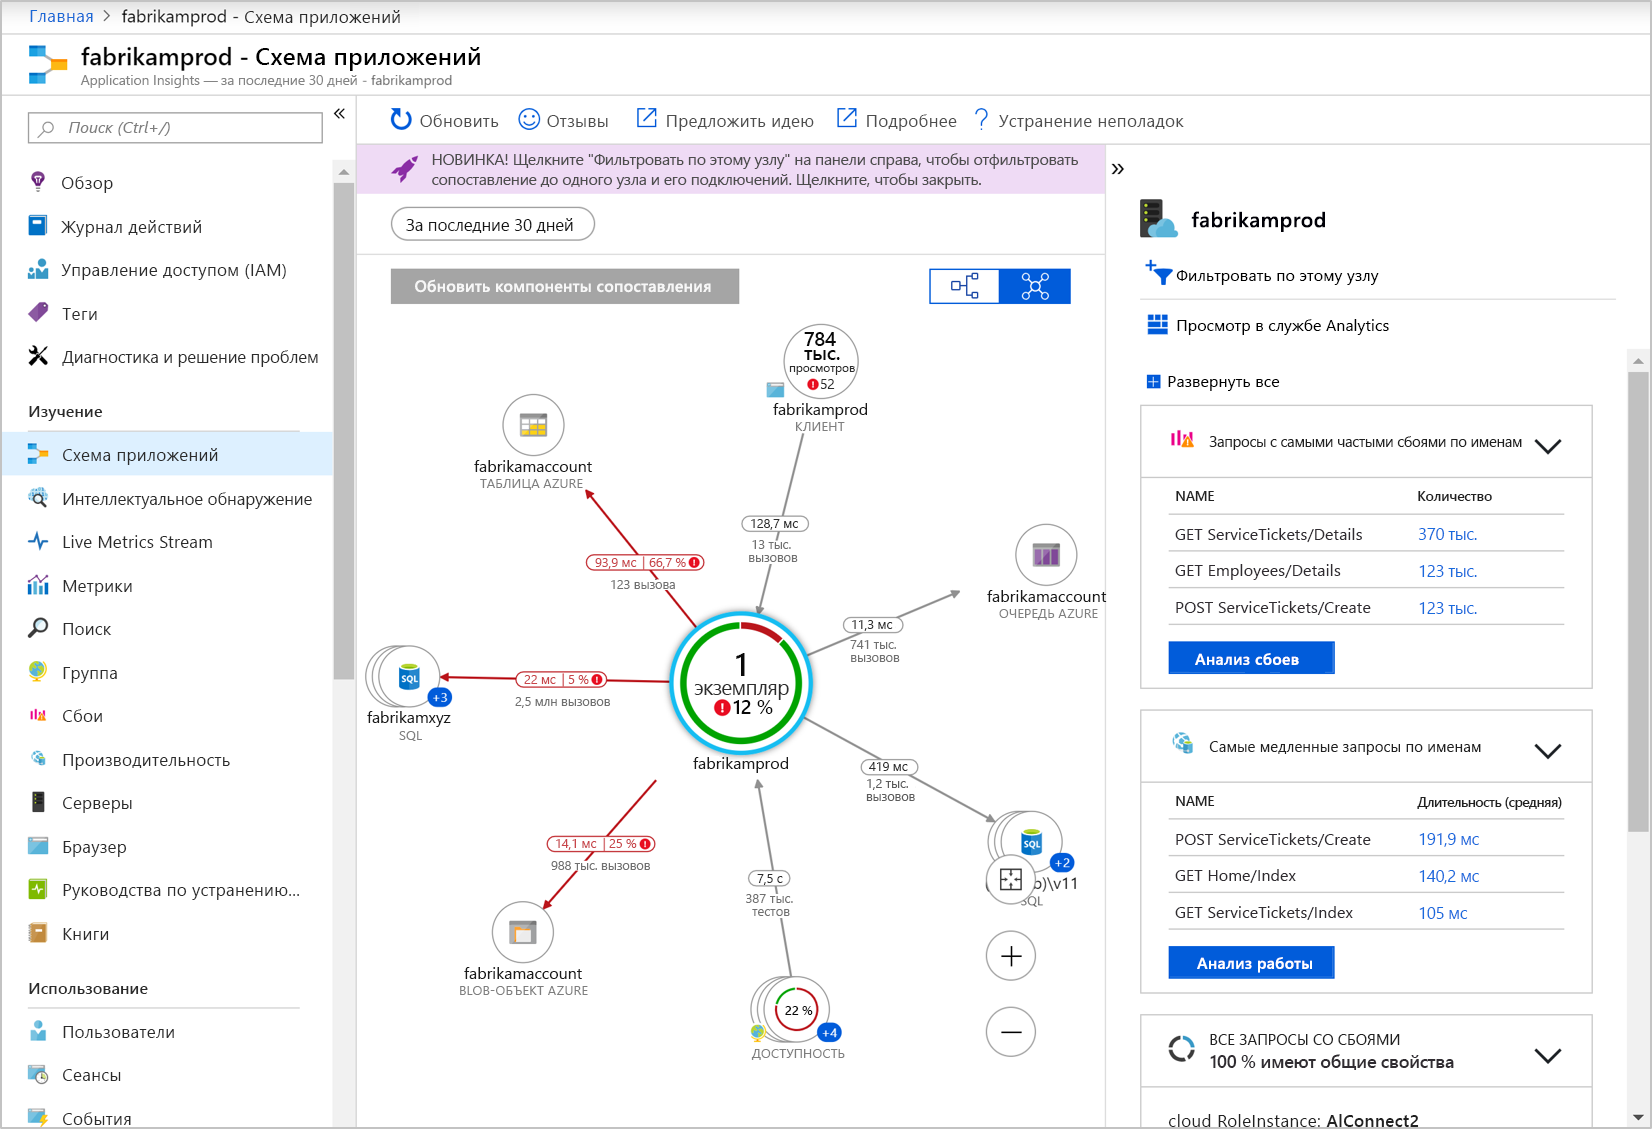 Главная > fabrikamprod - Схема приложений
fabrikamprod - Схема приложений
Application Insights — за последние 30 дней - fabrikamprod
Поиск (Ctrl+/)
«
Обзор
Журнал действий
Управление доступом (IAM)
Теги
Диагностика и решение проблем
Изучение
Схема приложений
Интеллектуальное обнаружение
Live Metrics Stream
Метрики
Поиск
Группа
Сбои
Производительность
Серверы
Браузер
Руководства по устранению...
Книги
Использование
Пользователи
Сеансы
События
Обновить
Отзывы
Предложить идею
Подробнее
? Устранение неполадок
НОВИНКА! Щелкните "Фильтровать по этому узлу" на панели справа, чтобы отфильтровать
сопоставление до одного узла и его подключений. Щелкните, чтобы закрыть.
За последние 30 дней
Обновить компоненты сопоставления
784
тыс.
просмотров
52
fabrikamprod
КЛИЕНТ
fabrikamaccount
ТАБЛИЦА AZURE
128,7 мс
13 тыс.
вызовов
93,9 мс | 66,7 %
123 вызова
fabrikamaccount
ОЧЕРЕДЬ AZURE
11,3 мс
741 тыс.
вызовов
SQL
+3
fabrikamxyz
SQL
22 мс | 5 %
2,5 млн вызовов
1
экземпляр
12 %
fabrikamprod
419 мс
1,2 тыс.
вызовов
14,1 мс | 25 %
988 тыс. вызовов
SQL
+2
b)\v11
SQL
7,5 с
387 тыс.
тестов
fabrikamaccount
BLOB-ОБЪЕКТ AZURE
22 %
+4
ДОСТУПНОСТЬ
»
fabrikamprod
Фильтровать по этому узлу
Просмотр в службе Analytics
Развернуть все
Запросы с самыми частыми сбоями по именам
NAME Количество
GET ServiceTickets/Details 370 тыс.
GET Employees/Details 123 тыс.
POST ServiceTickets/Create 123 тыс.
Анализ сбоев
Самые медленные запросы по именам
NAME Длительность (средняя)
POST ServiceTickets/Create 191,9 мс
GET Home/Index 140,2 мс
GET ServiceTickets/Index 105 мс
Анализ работы
ВСЕ ЗАПРОСЫ СО СБОЯМИ
100 % имеют общие свойства
cloud_RoleInstance: AlConnect2